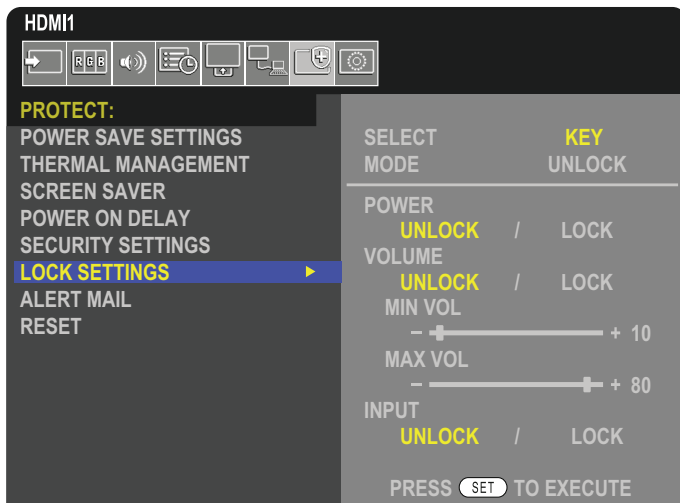 HDMI1
RGB
PROTECT:
POWER SAVE SETTINGS
THERMAL MANAGEMENT
SCREEN SAVER
POWER ON DELAY
SECURITY SETTINGS
LOCK SETTINGS
ALERT MAIL
RESET
SELECT KEY
MODE UNLOCK
POWER
UNLOCK / LOCK
VOLUME
UNLOCK / LOCK
MIN VOL
− + 10
MAX VOL
− + 80
INPUT
UNLOCK / LOCK
PRESS SET TO EXECUTE